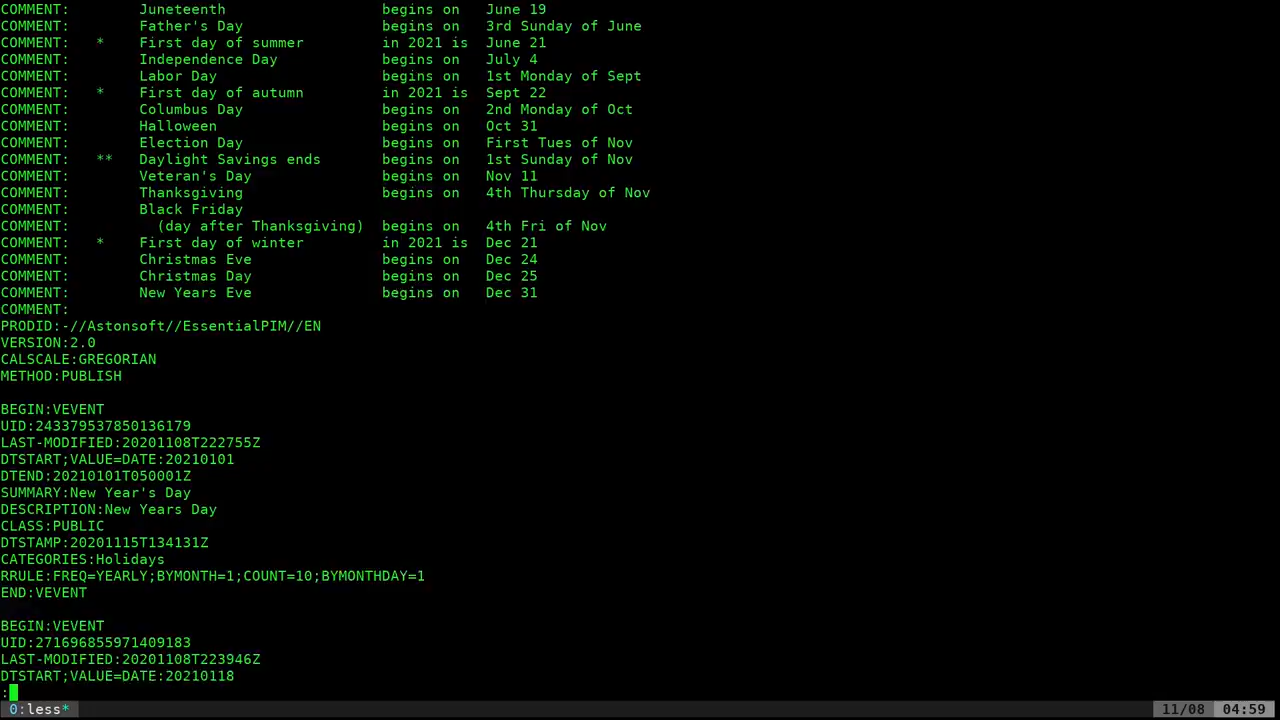 COMMENT:        Juneteenth                  begins on   June 19
COMMENT:        Father's Day                begins on   3rd Sunday of June
COMMENT:   *    First day of summer         in 2021 is  June 21
COMMENT:        Independence Day            begins on   July 4
COMMENT:        Labor Day                   begins on   1st Monday of Sept
COMMENT:   *    First day of autumn         in 2021 is  Sept 22
COMMENT:        Columbus Day                begins on   2nd Monday of Oct
COMMENT:        Halloween                   begins on   Oct 31
COMMENT:        Election Day                begins on   First Tues of Nov
COMMENT:   **   Daylight Savings ends       begins on   1st Sunday of Nov
COMMENT:        Veteran's Day               begins on   Nov 11
COMMENT:        Thanksgiving                begins on   4th Thursday of Nov
COMMENT:        Black Friday
COMMENT:          (day after Thanksgiving)  begins on   4th Fri of Nov
COMMENT:   *    First day of winter         in 2021 is  Dec 21
COMMENT:        Christmas Eve               begins on   Dec 24
COMMENT:        Christmas Day               begins on   Dec 25
COMMENT:        New Years Eve               begins on   Dec 31
COMMENT:
PRODID:-//Astonsoft//EssentialPIM//EN
VERSION:2.0
CALSCALE:GREGORIAN
METHOD:PUBLISH

BEGIN:VEVENT
UID:243379537850136179
LAST-MODIFIED:20201108T222755Z
DTSTART;VALUE=DATE:20210101
DTEND:20210101T050001Z
SUMMARY:New Year's Day
DESCRIPTION:New Years Day
CLASS:PUBLIC
DTSTAMP:20201115T134131Z
CATEGORIES:Holidays
RRULE:FREQ=YEARLY;BYMONTH=1;COUNT=10;BYMONTHDAY=1
END:VEVENT

BEGIN:VEVENT
UID:271696855971409183
LAST-MODIFIED:20201108T223946Z
DTSTART;VALUE=DATE:20210118
:
0:less* 11/08 04:59